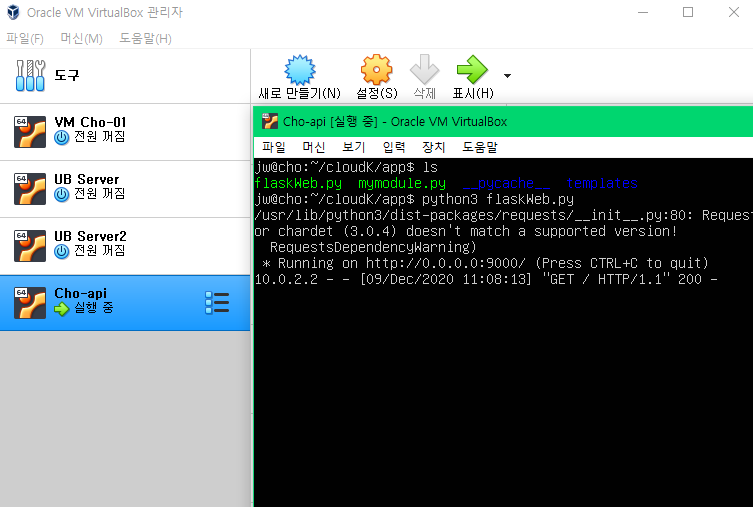 Oracle VM VirtualBox 관리자
파일(F) 머신(M) 도움말(H)
도구
새로 만들기(N) 설정(S) 삭제 표시(H)
64 VM Cho-01
전원 꺼짐
64 UB Server
전원 꺼짐
64 UB Server2
전원 꺼짐
64 Cho-api
실행 중
64 Cho-api [실행 중] - Oracle VM VirtualBox
파일 머신 보기 입력 장치 도움말
jw@cho:~/cloudK/app$ ls
flaskWeb.py mymodule.py __pycache__ templates
jw@cho:~/cloudK/app$ python3 flaskWeb.py
/usr/lib/python3/dist-packages/requests/__init__.py:80: Request
or chardet (3.0.4) doesn't match a supported version!
RequestsDependencyWarning)
* Running on http://0.0.0.0:9000/ (Press CTRL+C to quit)
10.0.2.2 - - [09/Dec/2020 11:08:13] "GET / HTTP/1.1" 200 -